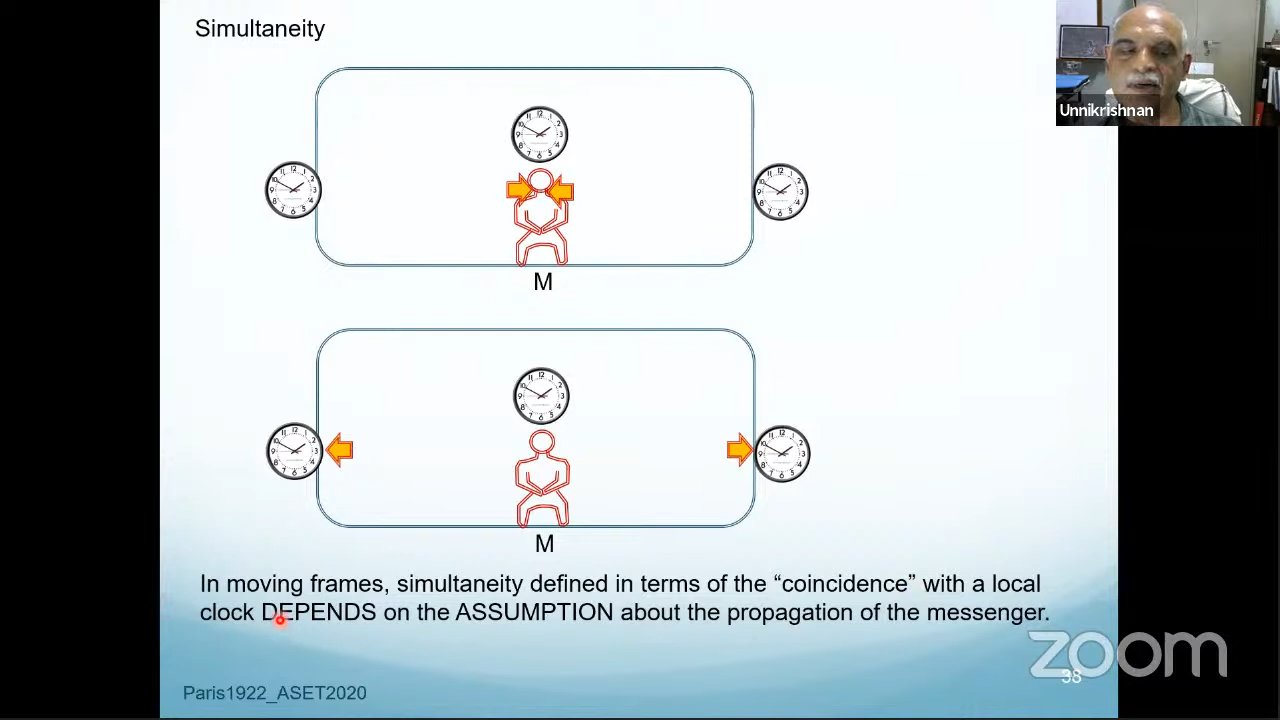 Simultaneity
Unnikrishnan
M
M
In moving frames, simultaneity defined in terms of the “coincidence” with a local
clock DEPENDS on the ASSUMPTION about the propagation of the messenger.
zoom
38
Paris1922_ASET2020